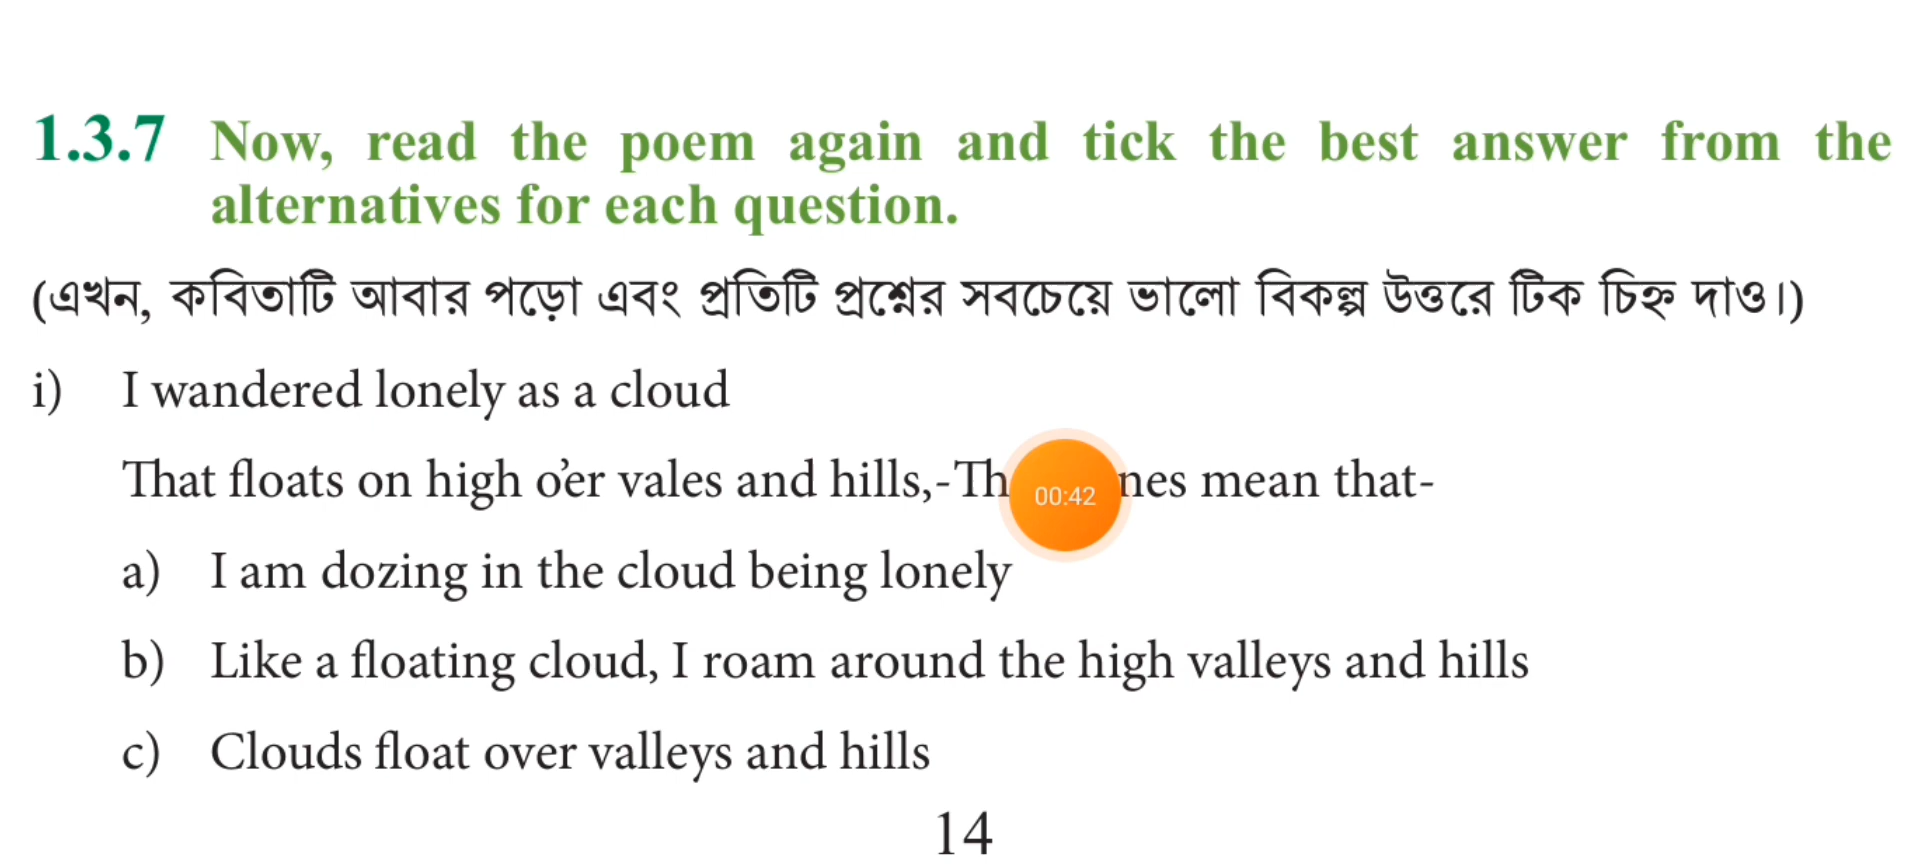 1.3.7 Now, read the poem again and tick the best answer from the
alternatives for each question.
(এখন, কবিতাটি আবার পড়ো এবং প্রতিটি প্রশ্নের সবচেয়ে ভালো বিকল্প উত্তরে টিক চিহ্ন দাও।)
i) I wandered lonely as a cloud
That floats on high o'er vales and hills,- mean that-
00:42
a) I am dozing in the cloud being lonely
b) Like a floating cloud, I roam around the high valleys and hills
c) Clouds float over valleys and hills
14